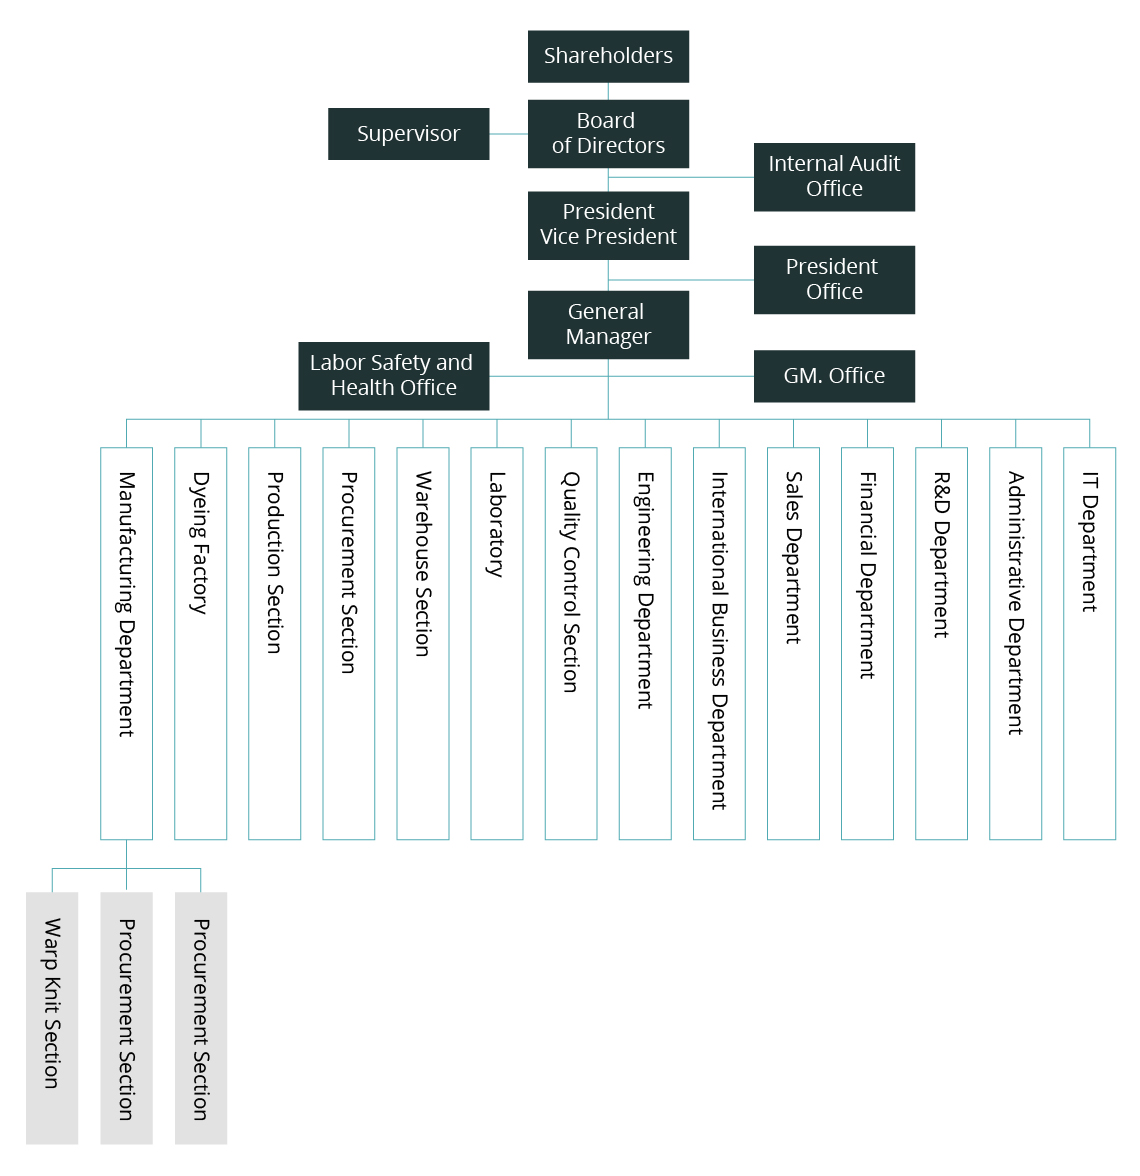 Shareholders
Board
of Directors
Supervisor
Internal Audit
Office
President
Vice President
President
Office
General
Manager
Labor Safety and
Health Office
GM. Office
Manufacturing Department
Dyeing Factory
Production Section
Procurement Section
Warehouse Section
Laboratory
Quality Control Section
Engineering Department
International Business Department
Sales Department
Financial Department
R&D Department
Administrative Department
IT Department
Warp Knit Section
Procurement Section
Procurement Section